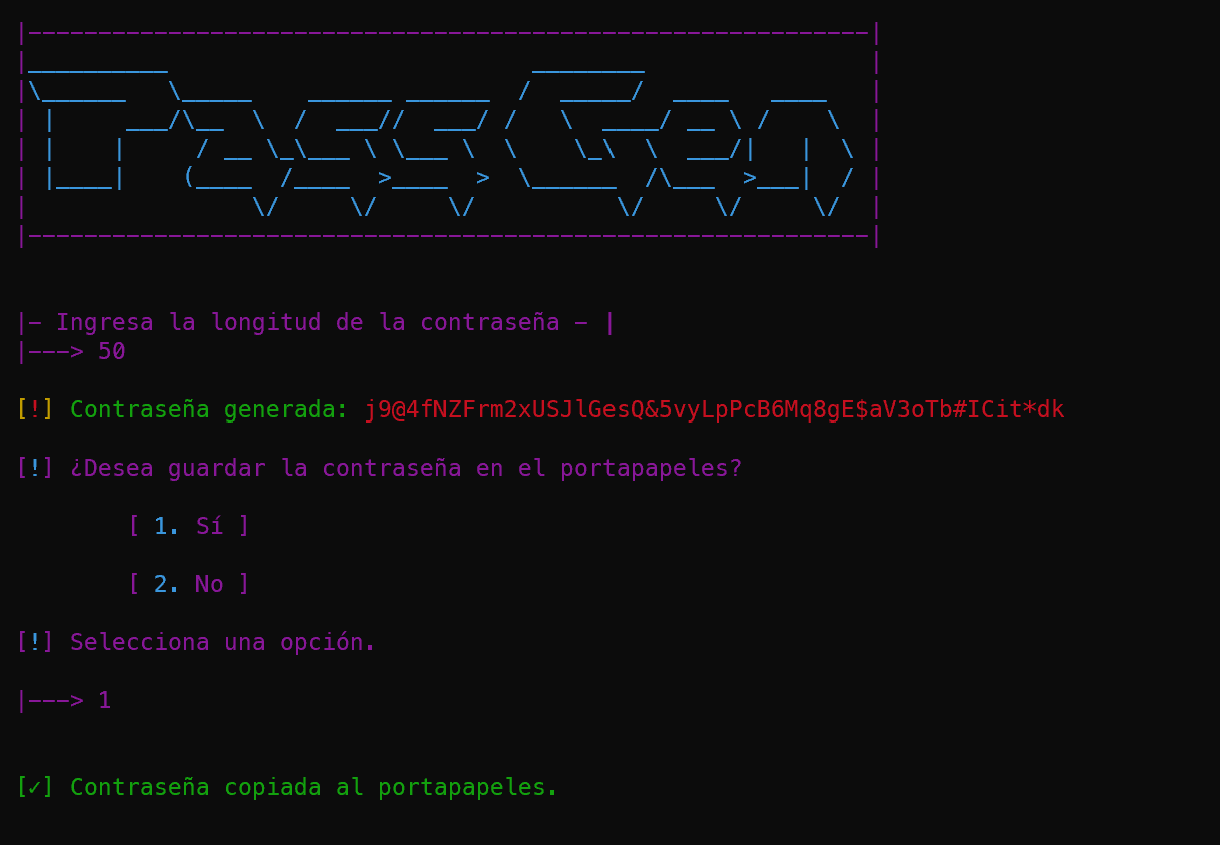 PassGen
|- Ingresa la longitud de la contraseña - |
|---> 50
[!] Contraseña generada: j9@4fNZFrm2xUSJlGesQ&5vyLpPcB6Mq8gE$aV3oTb#ICit*dk
[!] ¿Desea guardar la contraseña en el portapapeles?
[ 1. Sí ]
[ 2. No ]
[!] Selecciona una opción.
|---> 1
[✓] Contraseña copiada al portapapeles.